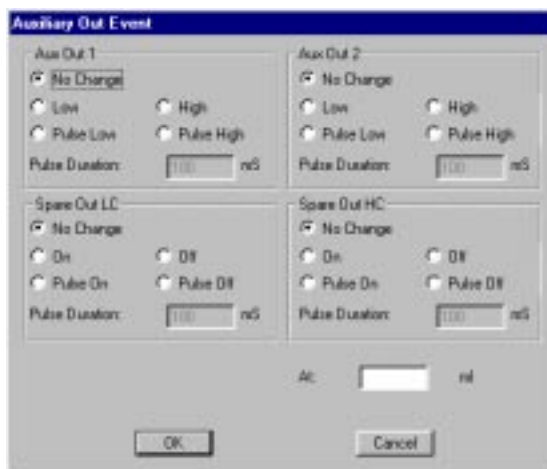 Auxiliary Out Event
Aux Out 1
No Change
Low High
Pulse Low Pulse High
Pulse Duration: 100 mS
Aux Out 2
No Change
Low High
Pulse Low Pulse High
Pulse Duration: 100 mS
Spare Out LC
No Change
On Off
Pulse On Pulse Off
Pulse Duration: 100 mS
Spare Out HC
No Change
On Off
Pulse On Pulse Off
Pulse Duration: 100 mS
At: ml
OK Cancel